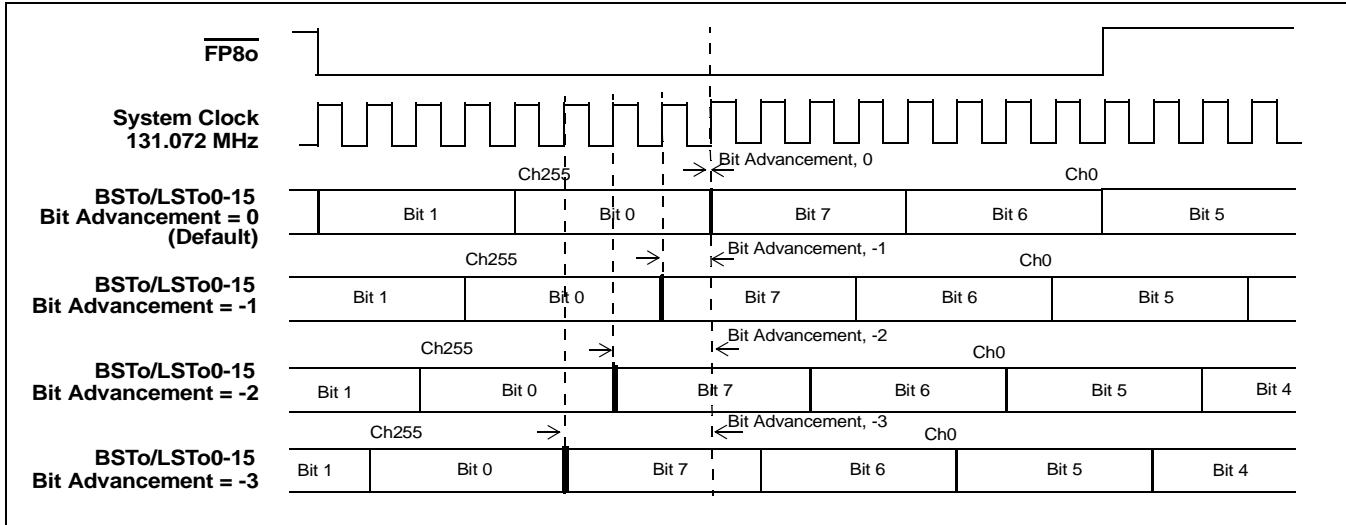 FP8o
System Clock
131.072 MHz
Bit Advancement, 0
Ch255
Ch0
BSTo/LSTo0-15
Bit Advancement = 0
(Default)
Bit 1
Bit 0
Bit 7
Bit 6
Bit 5
Bit Advancement, -1
Ch255
Ch0
BSTo/LSTo0-15
Bit Advancement = -1
Bit 1
Bit 0
Bit 7
Bit 6
Bit 5
Bit Advancement, -2
Ch255
Ch0
BSTo/LSTo0-15
Bit Advancement = -2
Bit 1
Bit 0
Bit 7
Bit 6
Bit 5
Bit 4
Bit Advancement, -3
Ch255
Ch0
BSTo/LSTo0-15
Bit Advancement = -3
Bit 1
Bit 0
Bit 7
Bit 6
Bit 5
Bit 4